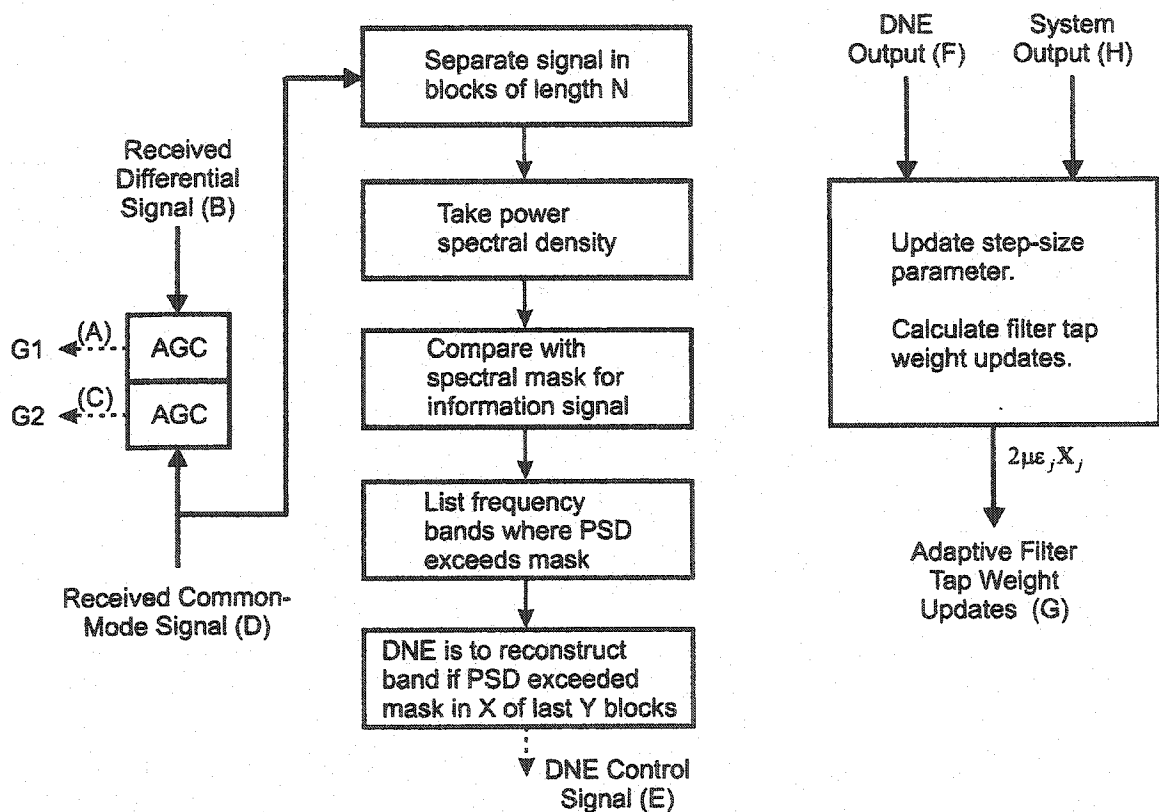 Separate signal in
blocks of length N
Take power
spectral density
Compare with
spectral mask for
information signal
List frequency
bands where PSD
exceeds mask
DNE is to reconstruct
band if PSD exceeded
mask in X of last Y blocks
DNE Control
Signal (E)
Received
Differential
Signal (B)
G1
(A)
AGC
G2
(C)
AGC
Received Common-
Mode Signal (D)
DNE
Output (F)
System
Output (H)
Update step-size
parameter.
Calculate filter tap
weight updates.
2με_jX_j
Adaptive Filter
Tap Weight
Updates (G)